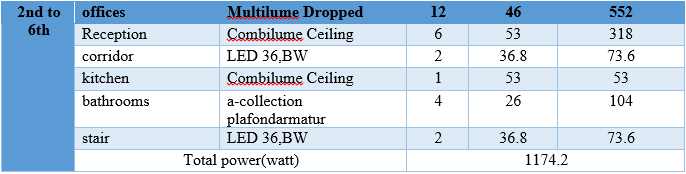 2nd to 6th offices Multilume Dropped 12 46 552
Reception Combilume Ceiling 6 53 318
corridor LED 36,BW 2 36.8 73.6
kitchen Combilume Ceiling 1 53 53
bathrooms a-collection plafondarmatur 4 26 104
stair LED 36,BW 2 36.8 73.6
Total power(watt) 1174.2